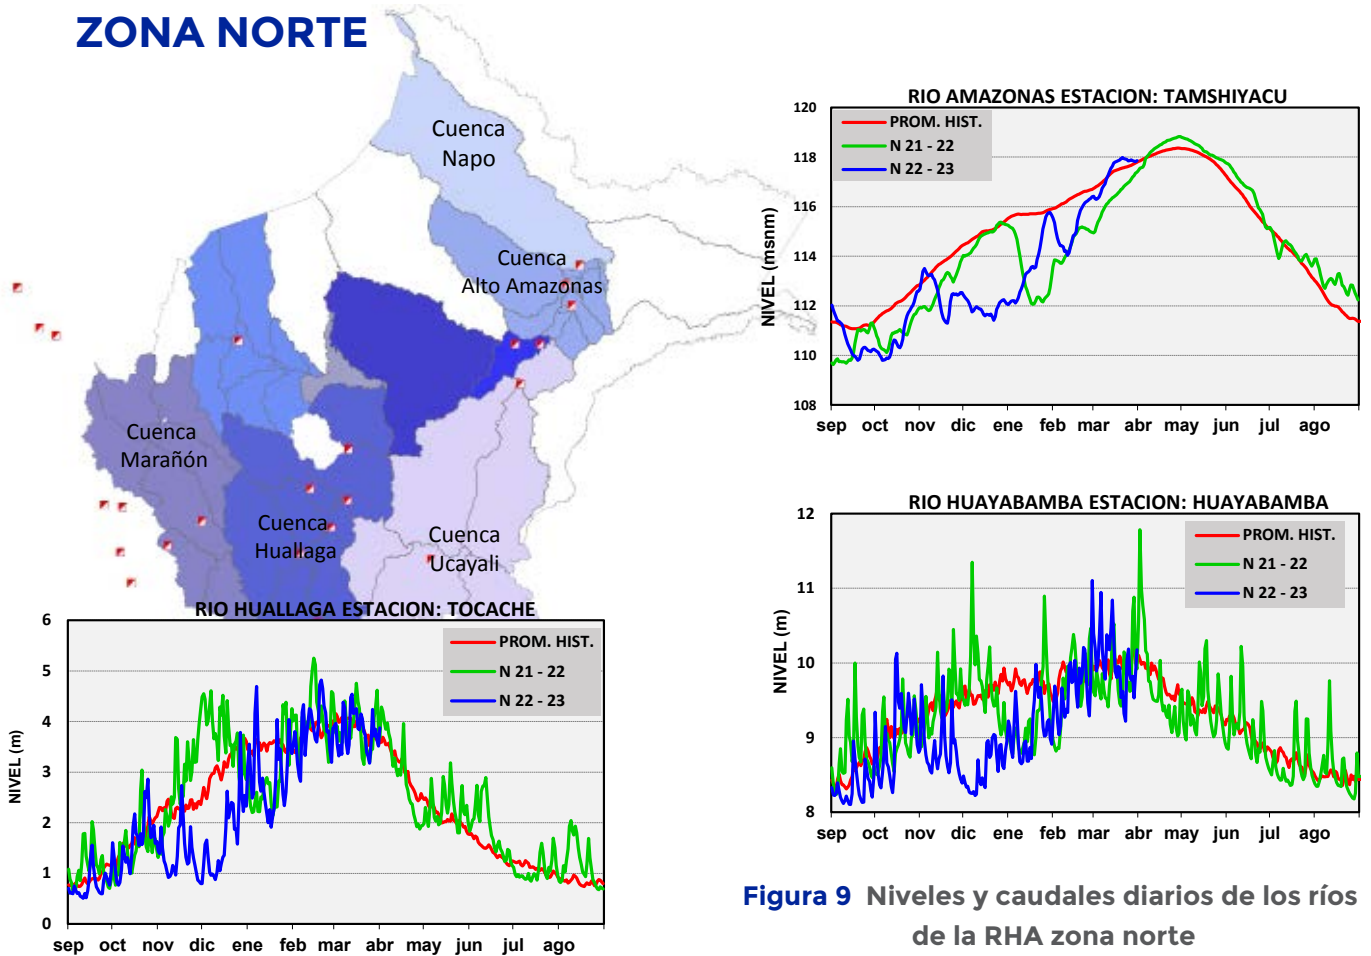 ZONA NORTE
Cuenca
Napo
Cuenca
Alto Amazonas
Cuenca
Marañón
Cuenca
Huallaga
Cuenca
Ucayali
RIO AMAZONAS ESTACION: TAMSHIYACU
NIVEL (msnm)
120
118
116
114
112
110
108
PROM. HIST.
N 21 - 22
N 22 - 23
sep oct nov dic ene feb mar abr may jun jul ago
RIO HUAYABAMBA ESTACION: HUAYABAMBA
NIVEL (m)
12
11
10
9
8
PROM. HIST.
N 21 - 22
N 22 - 23
sep oct nov dic ene feb mar abr may jun jul ago
RIO HUALLAGA ESTACION: TOCACHE
NIVEL (m)
6
5
4
3
2
1
0
PROM. HIST.
N 21 - 22
N 22 - 23
sep oct nov dic ene feb mar abr may jun jul ago
Figura 9 Niveles y caudales diarios de los ríos
de la RHA zona norte